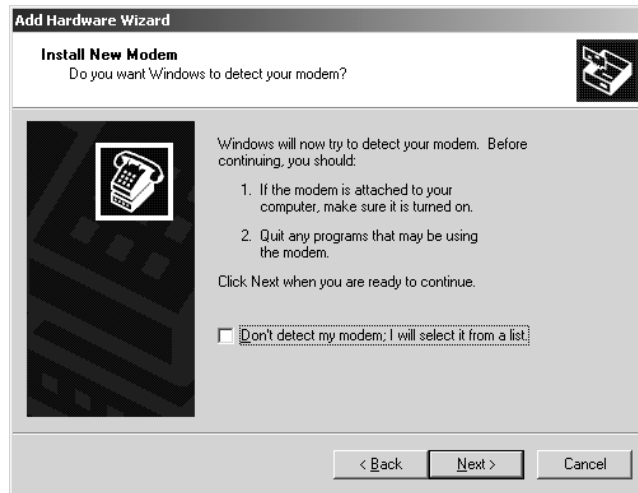 Add Hardware Wizard
Install New Modem
Do you want Windows to detect your modem?
Windows will now try to detect your modem. Before
continuing, you should:
1. If the modem is attached to your
computer, make sure it is turned on.
2. Quit any programs that may be using
the modem.
Click Next when you are ready to continue.
Don't detect my modem; I will select it from a list.
< Back
Next >
Cancel